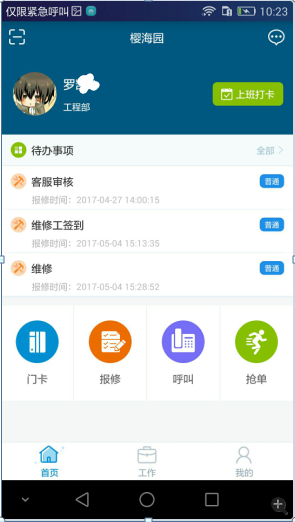 仅限紧急呼叫 10:23
樱海园
罗
工程部
上班打卡
待办事项 全部
客服审核 普通
报修时间：2017-04-27 14:00:15
维修工签到 普通
报修时间：2017-05-04 15:13:35
维修 普通
报修时间：2017-05-04 15:28:52
门卡 报修 呼叫 抢单
首页 工作 我的